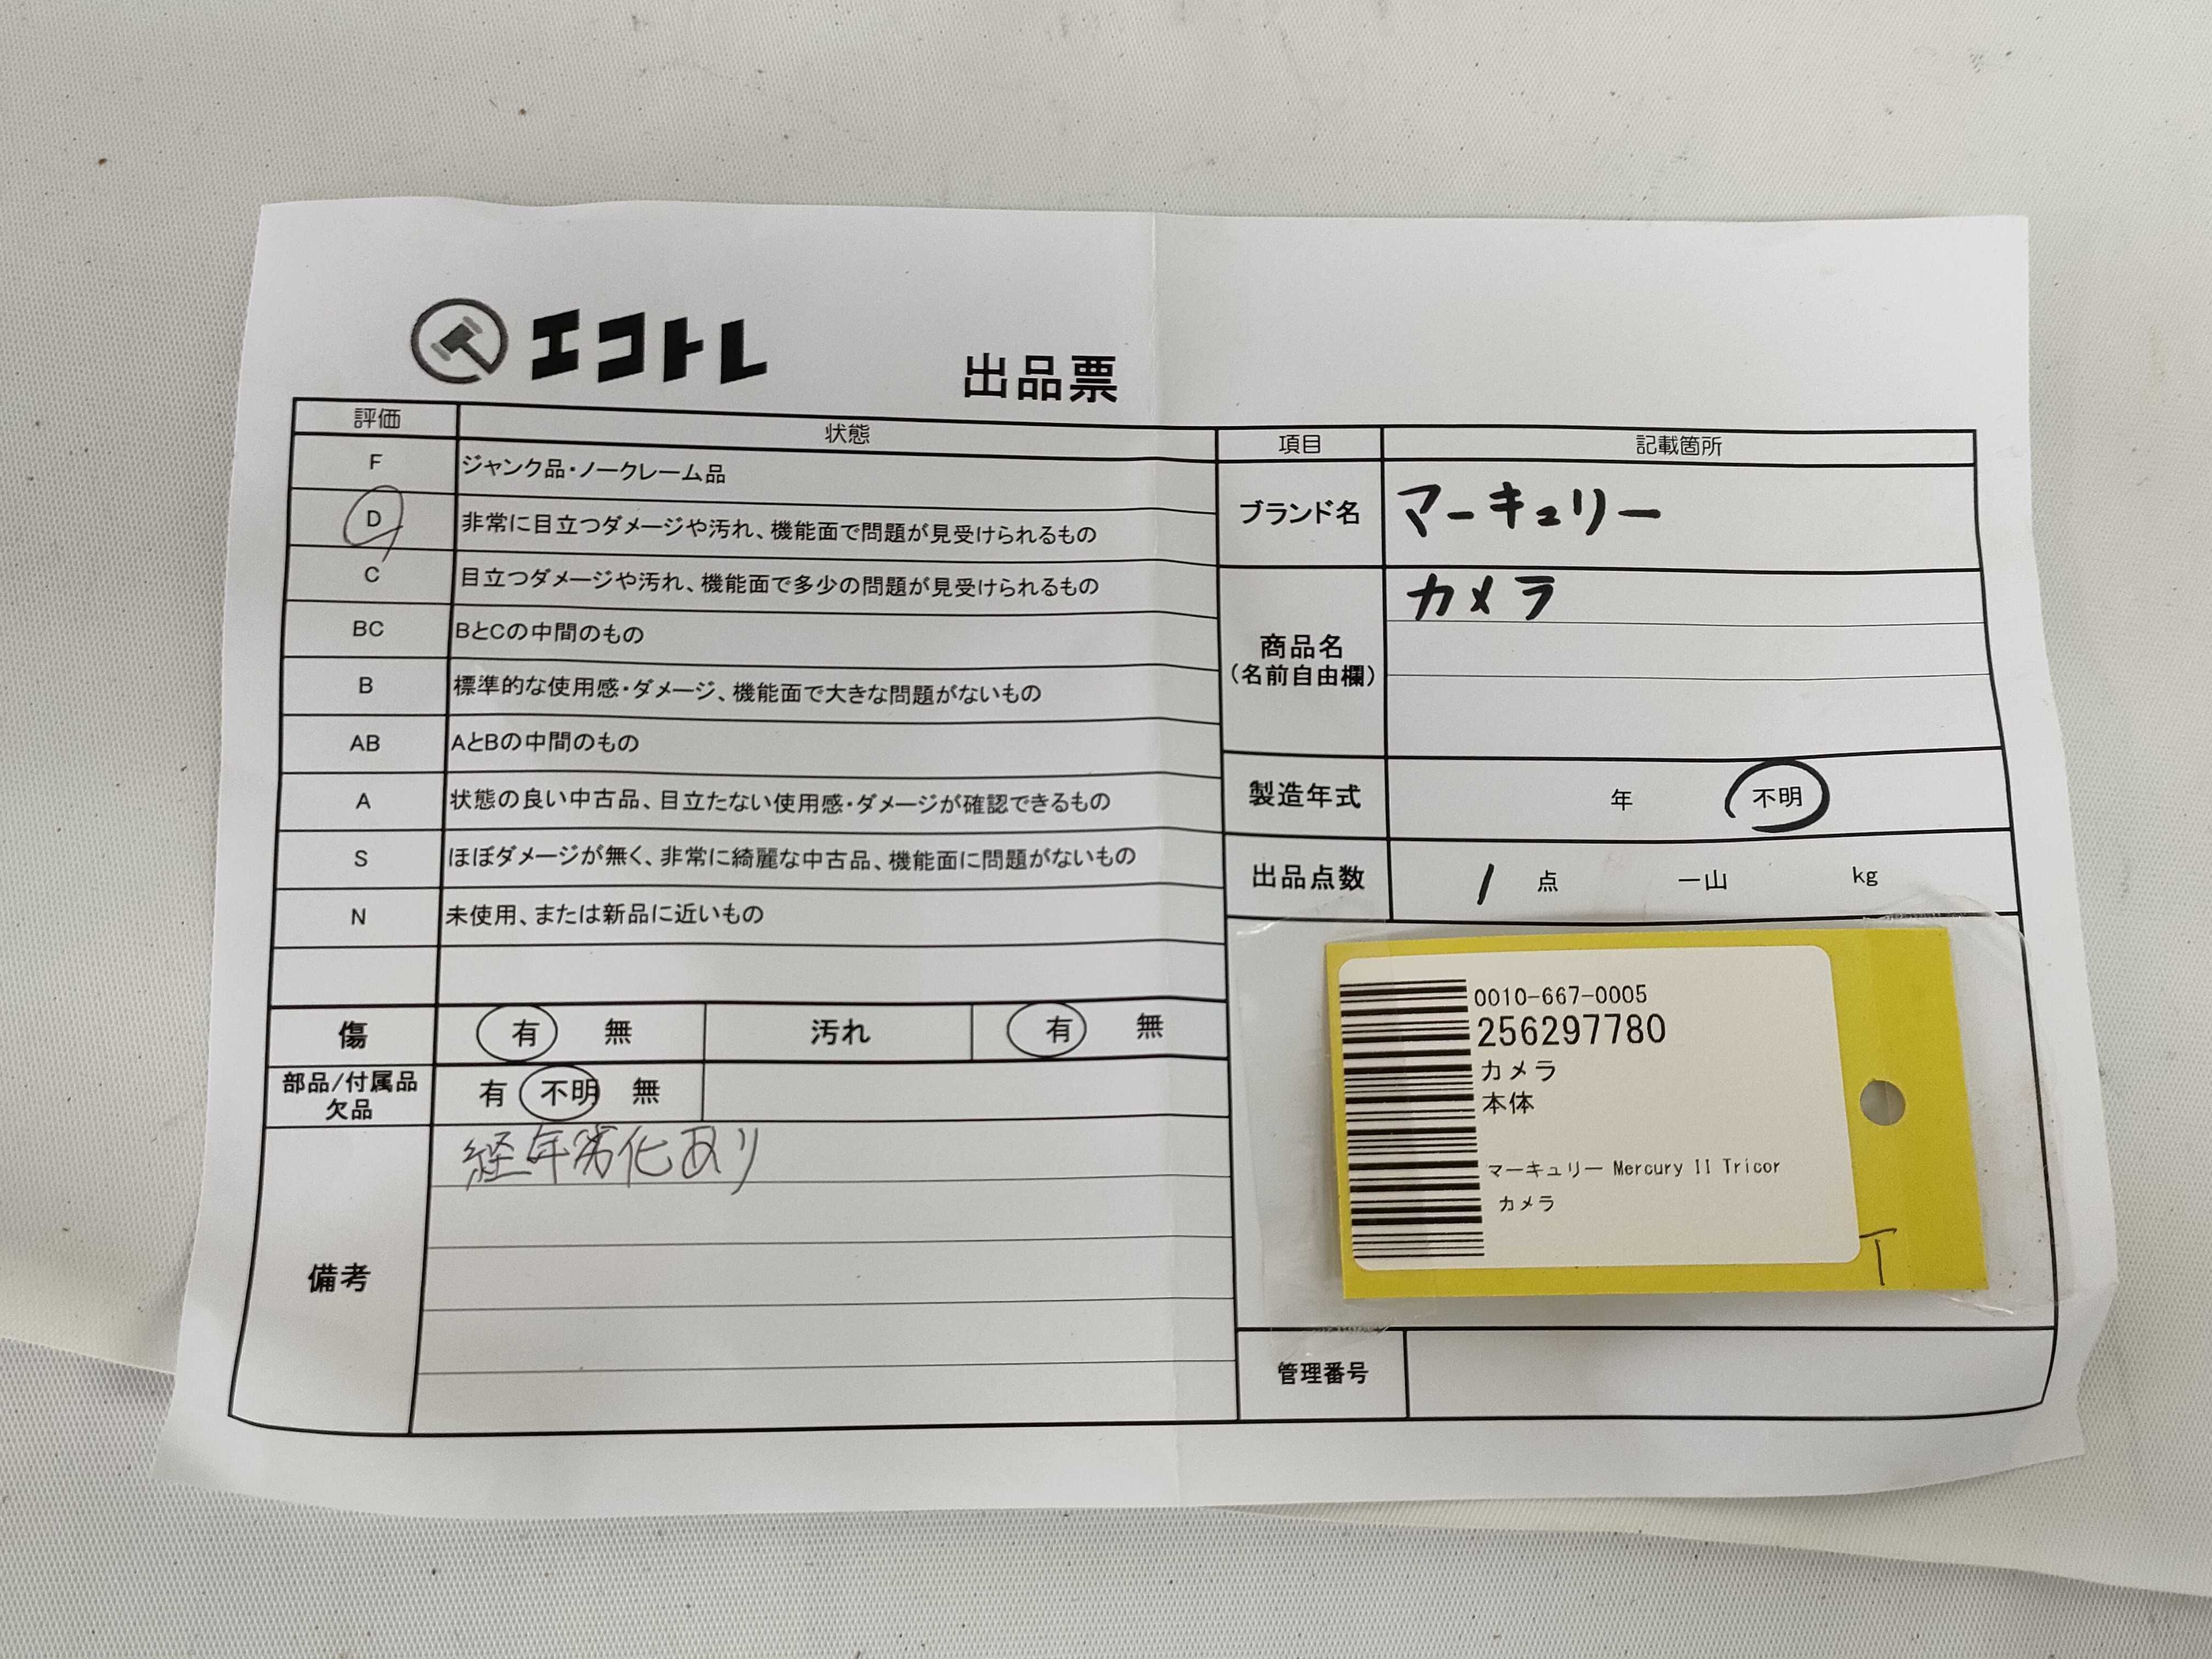 エコトレ
出品票
評価 状態
F ジャンク品・ノークレーム品
D 非常に目立つダメージや汚れ、機能面で問題が見受けられるもの
C 目立つダメージや汚れ、機能面で多少の問題が見受けられるもの
BC BとCの中間のもの
B 標準的な使用感・ダメージ、機能面で大きな問題がないもの
AB AとBの中間のもの
A 状態の良い中古品、目立たない使用感・ダメージが確認できるもの
S ほぼダメージが無く、非常に綺麗な中古品、機能面に問題がないもの
N 未使用、または新品に近いもの
傷 有 無 汚れ 有 無
部品/付属品
欠品
有 不明 無
備考
経年劣化あり
項目 記載箇所
ブランド名 マーキュリー
商品名
(名前自由欄)
カメラ
製造年式 年 不明
出品点数 1 点 一山 kg
0010-667-0005
256297780
カメラ
本体
マーキュリー Mercury II Tricor
カメラ
T
管理番号